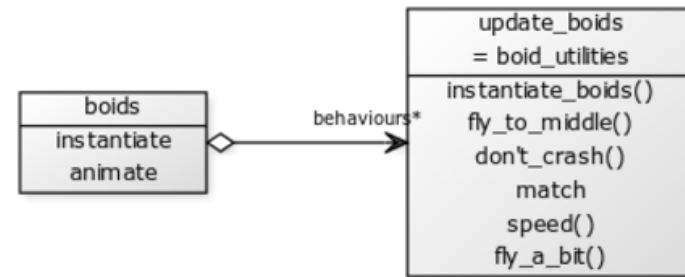 boids
instantiate
animate
behaviours*
update_boids
= boid_utilities
instantiate_boids()
fly_to_middle()
don't_crash()
match
speed()
fly_a_bit()